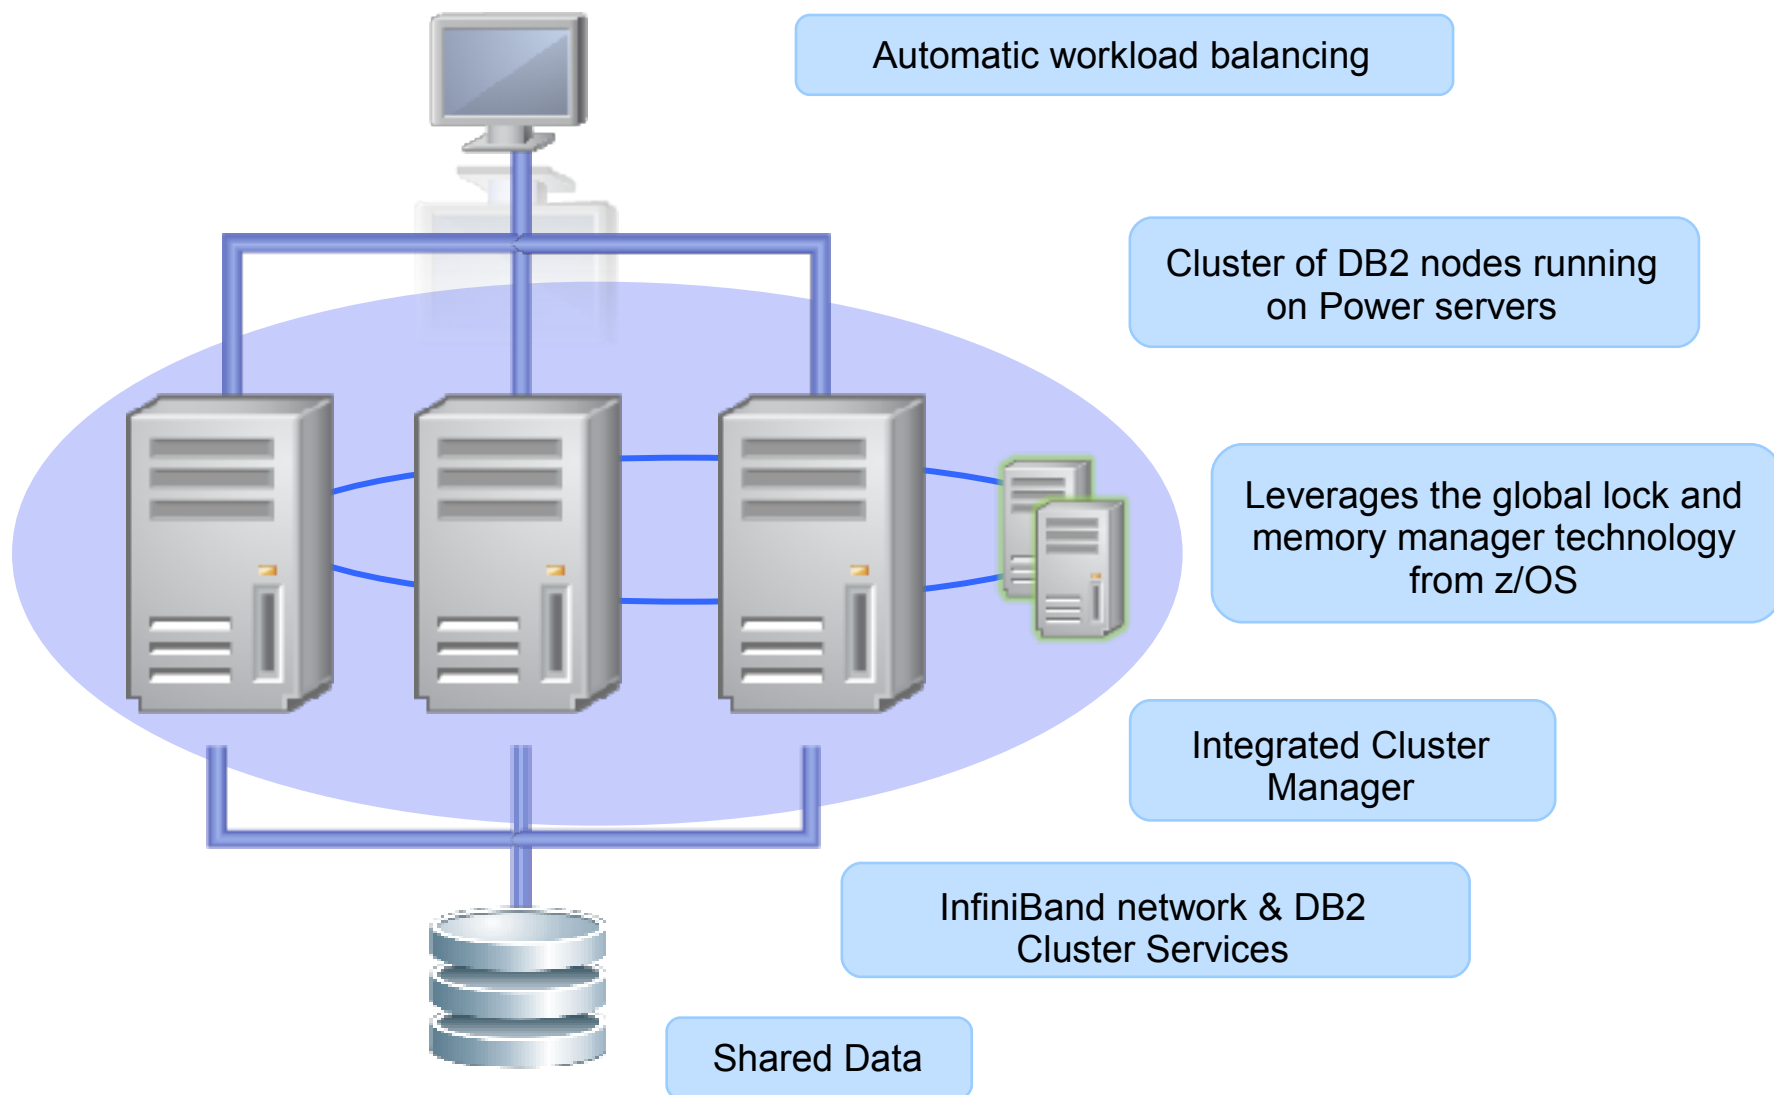 Automatic workload balancing
Cluster of DB2 nodes running
on Power servers
Leverages the global lock and
memory manager technology
from z/OS
Integrated Cluster
Manager
InfiniBand network & DB2
Cluster Services
Shared Data